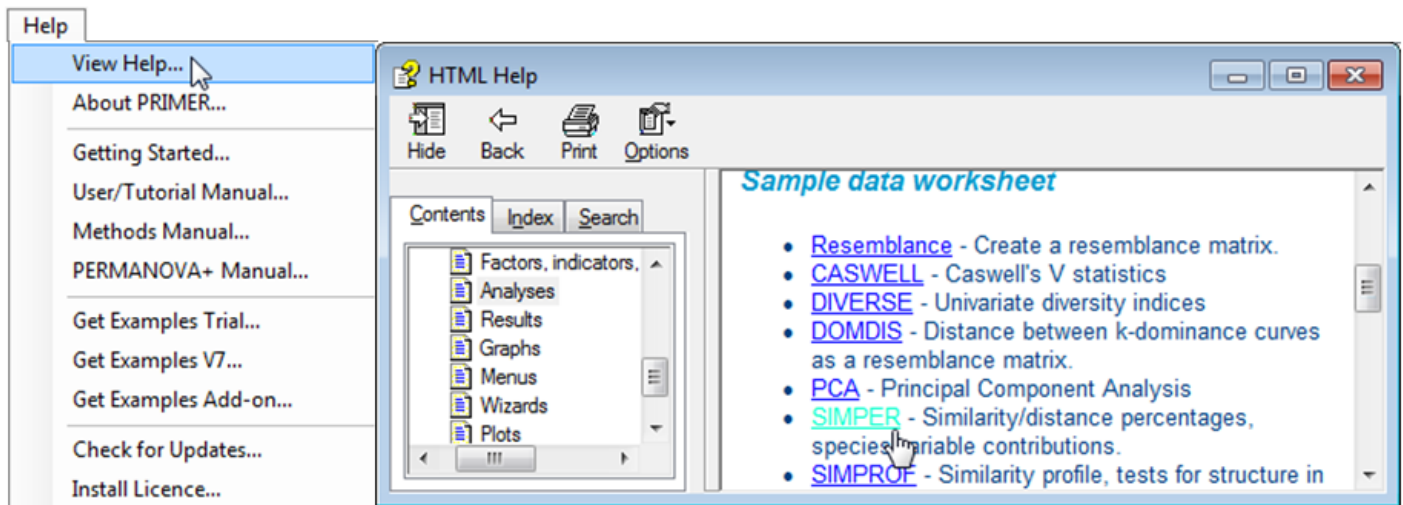 Help
View Help...
About PRIMER...
Getting Started...
User/Tutorial Manual...
Methods Manual...
PERMANOVA+ Manual...
Get Examples Trial...
Get Examples V7...
Get Examples Add-on...
Check for Updates...
Install Licence...
HTML Help
Hide Back Print Options
Contents Index Search
Factors, indicators,
Analyses
Results
Graphs
Menus
Wizards
Plots
Sample data worksheet
• Resemblance - Create a resemblance matrix.
• CASWELL - Caswell's V statistics
• DIVERSE - Univariate diversity indices
• DOMDIS - Distance between k-dominance curves
as a resemblance matrix.
• PCA - Principal Component Analysis
• SIMPER - Similarity/distance percentages,
species/variable contributions.
• SIMPROF - Similarity profile, tests for structure in